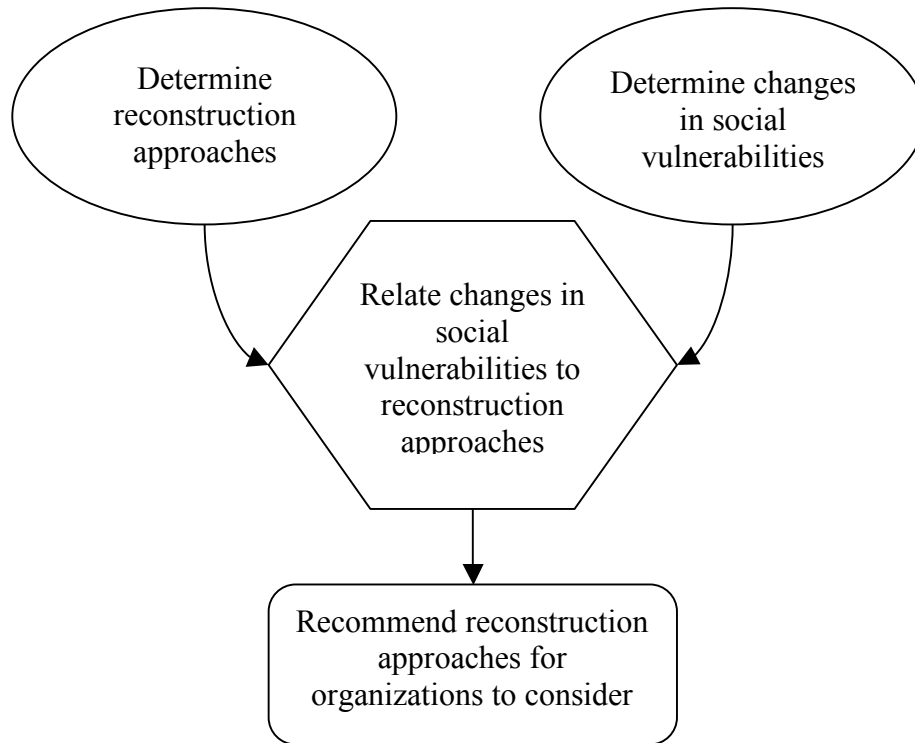 Determine
reconstruction
approaches
Determine changes
in social
vulnerabilities
Relate changes in
social
vulnerabilities to
reconstruction
approaches
Recommend reconstruction
approaches for
organizations to consider